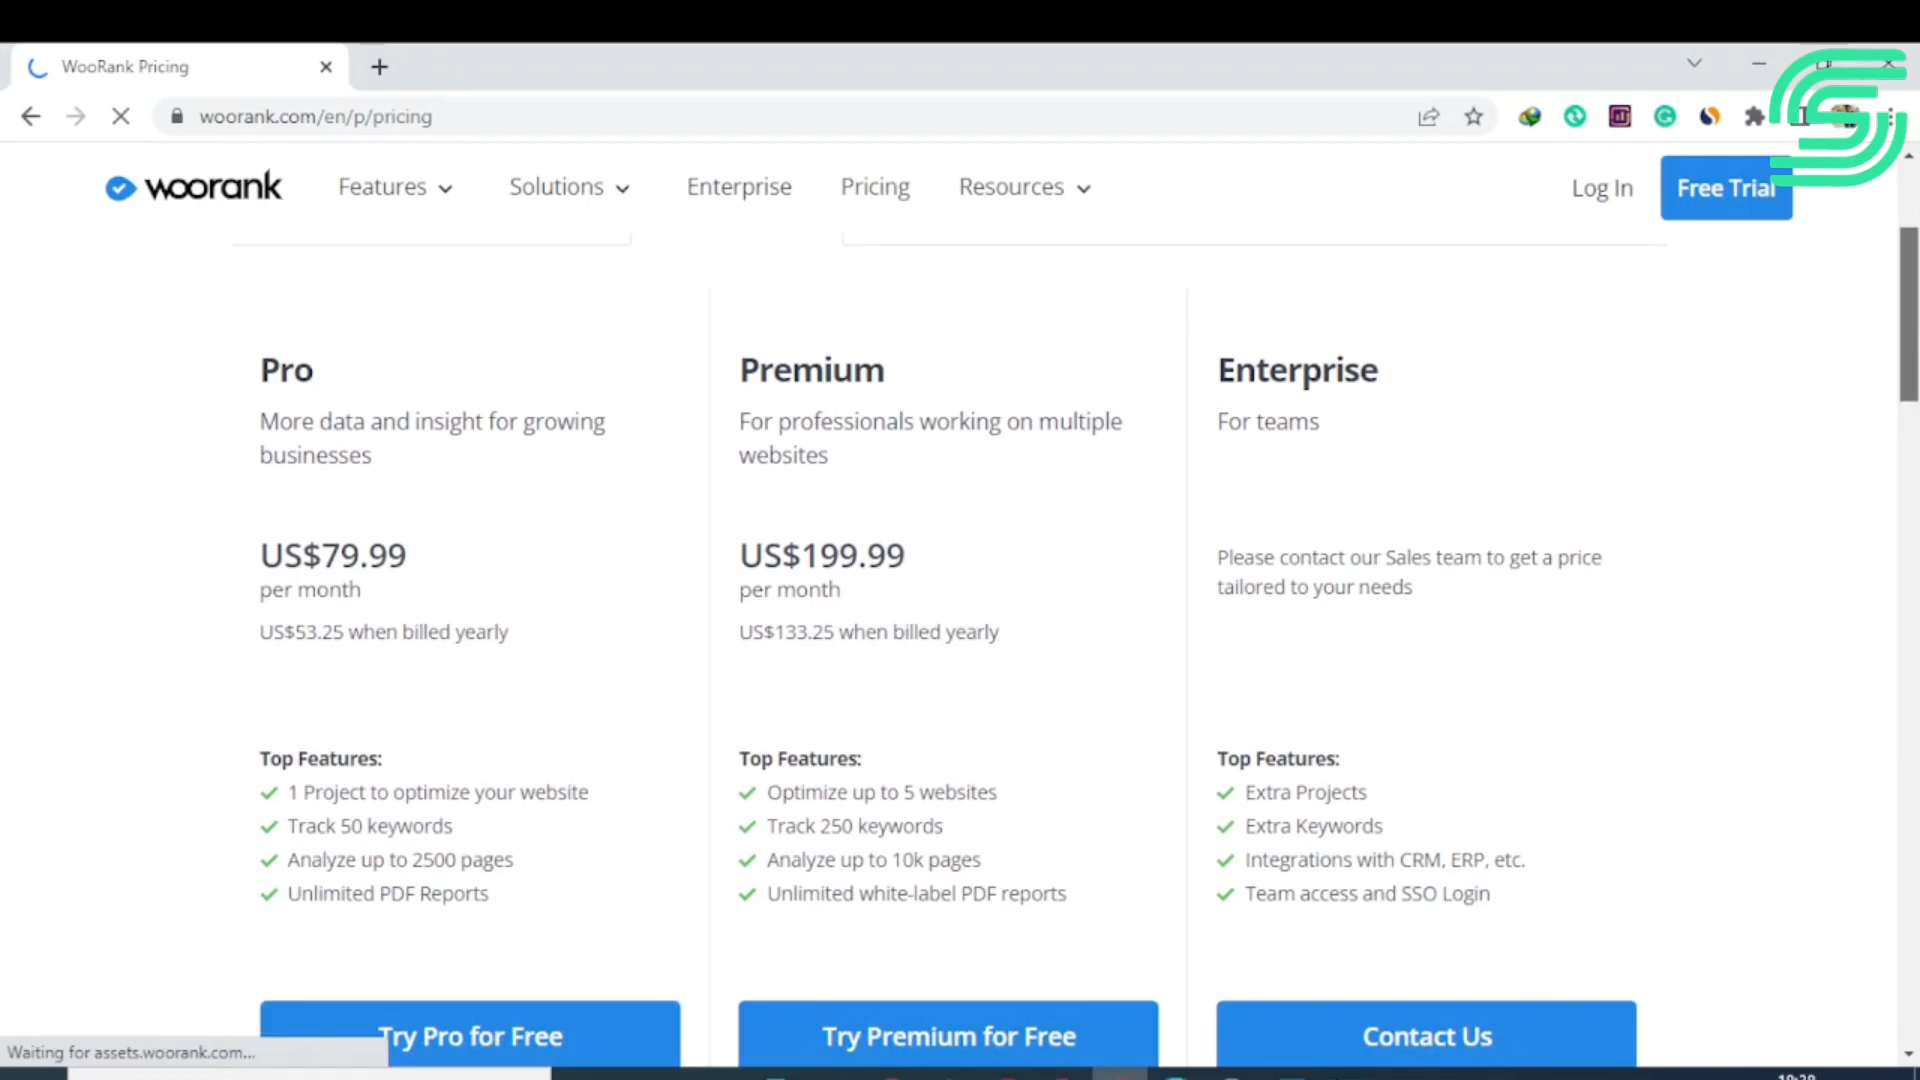 WooRank Pricing
woorank.com/en/p/pricing
woorank
Features
Solutions
Enterprise
Pricing
Resources
Log In
Free Trial
Pro
More data and insight for growing
businesses
US$79.99
per month
US$53.25 when billed yearly
Top Features:
1 Project to optimize your website
Track 50 keywords
Analyze up to 2500 pages
Unlimited PDF Reports
Try Pro for Free
Premium
For professionals working on multiple
websites
US$199.99
per month
US$133.25 when billed yearly
Top Features:
Optimize up to 5 websites
Track 250 keywords
Analyze up to 10k pages
Unlimited white-label PDF reports
Try Premium for Free
Enterprise
For teams
Please contact our Sales team to get a price
tailored to your needs
Top Features:
Extra Projects
Extra Keywords
Integrations with CRM, ERP, etc.
Team access and SSO Login
Contact Us
Waiting for assets.woorank.com...